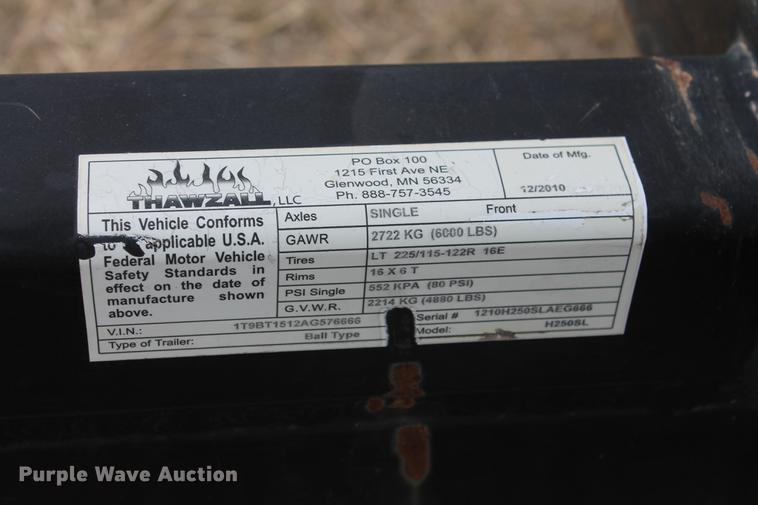 THAWZALL, LLC
PO Box 100
1215 First Ave NE
Glenwood, MN 56334
Ph. 888-757-3545
Date of Mfg.
12/2010
This Vehicle Conforms
to applicable U.S.A.
Federal Motor Vehicle
Safety Standards in
effect on the date of
manufacture shown
above.
Axles SINGLE Front
GAWR 2722 KG (6000 LBS)
Tires LT 225/115-122R 16E
Rims 16 X 6 T
PSI Single 552 KPA (80 PSI)
G.V.W.R. 2214 KG (4880 LBS)
V.I.N.: 1T9BT1512AG576666 Serial # 1210H250SLAEG666
Type of Trailer: Ball Type Model: H250SL
Purple Wave Auction